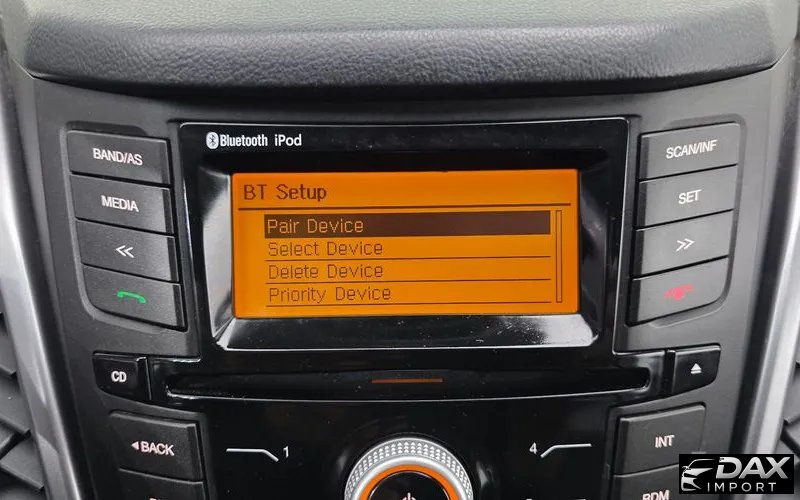 Bluetooth iPod
BAND/AS
MEDIA
CD
BACK
BT Setup
Pair Device
Select Device
Delete Device
Priority Device
SCAN/INF
SET
1
4
INT
RDM
DAX
IMPORT